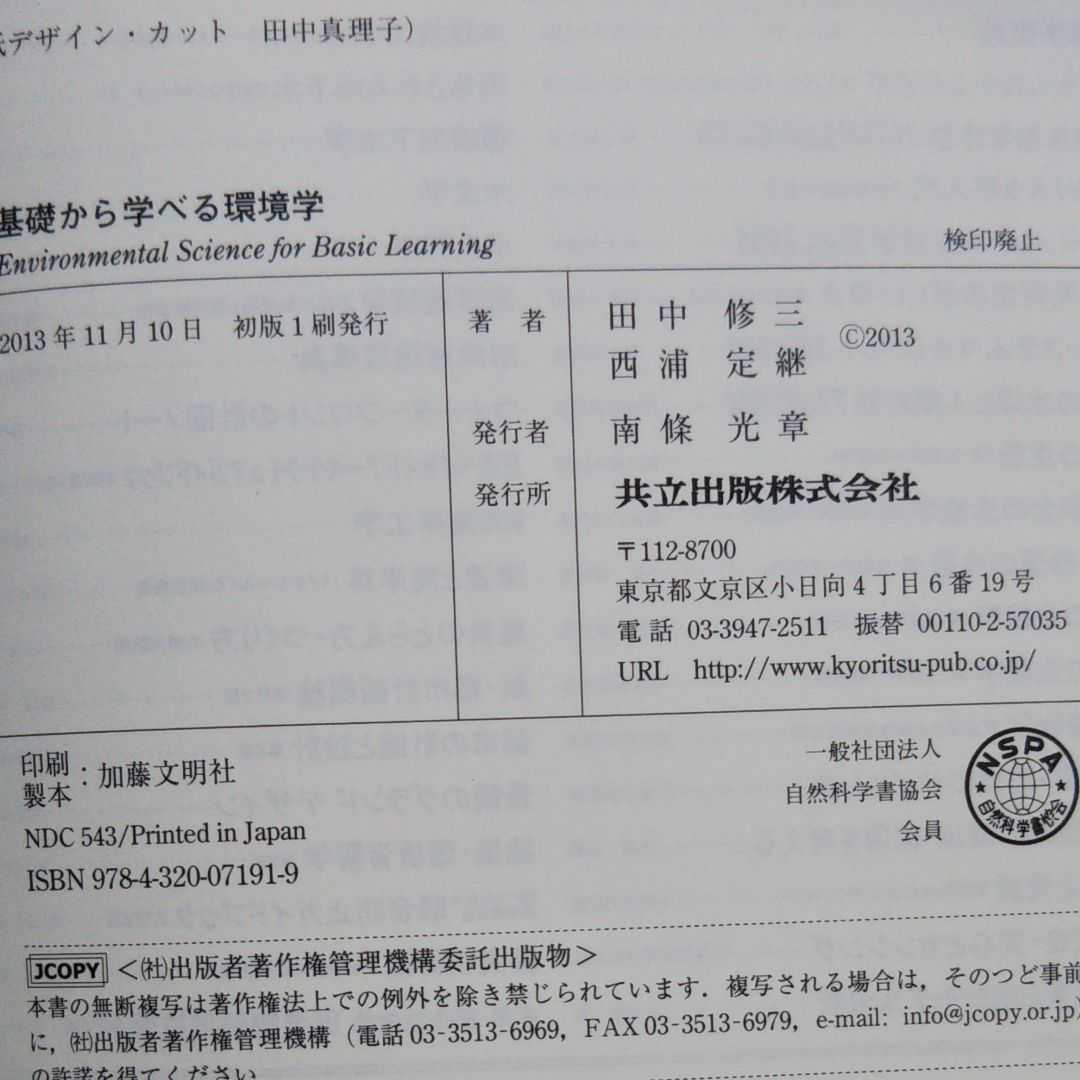 デザイン・カット 田中真理子)
基礎から学べる環境学
Environmental Science for Basic Learning
検印廃止
2013年11月10日 初版1刷発行
著者 田中 修三
西浦 定継
©2013
発行者 南條 光章
発行所 共立出版株式会社
〒112-8700
東京都文京区小日向4丁目6番19号
電話 03-3947-2511 振替 00110-2-57035
URL http://www.kyoritsu-pub.co.jp/
印刷
製本 : 加藤文明社
NDC 543/Printed in Japan
ISBN 978-4-320-07191-9
一般社団法人
自然科学書協会
会員
NSPA
自然科学書協会
JCOPY <㈳出版者著作権管理機構委託出版物>
本書の無断複写は著作権法上での例外を除き禁じられています.複写される場合は,そのつど事前
に,㈳出版者著作権管理機構(電話 03-3513-6969, FAX 03-3513-6979, e-mail: info@jcopy.or.jp)
の許諾を得てください.